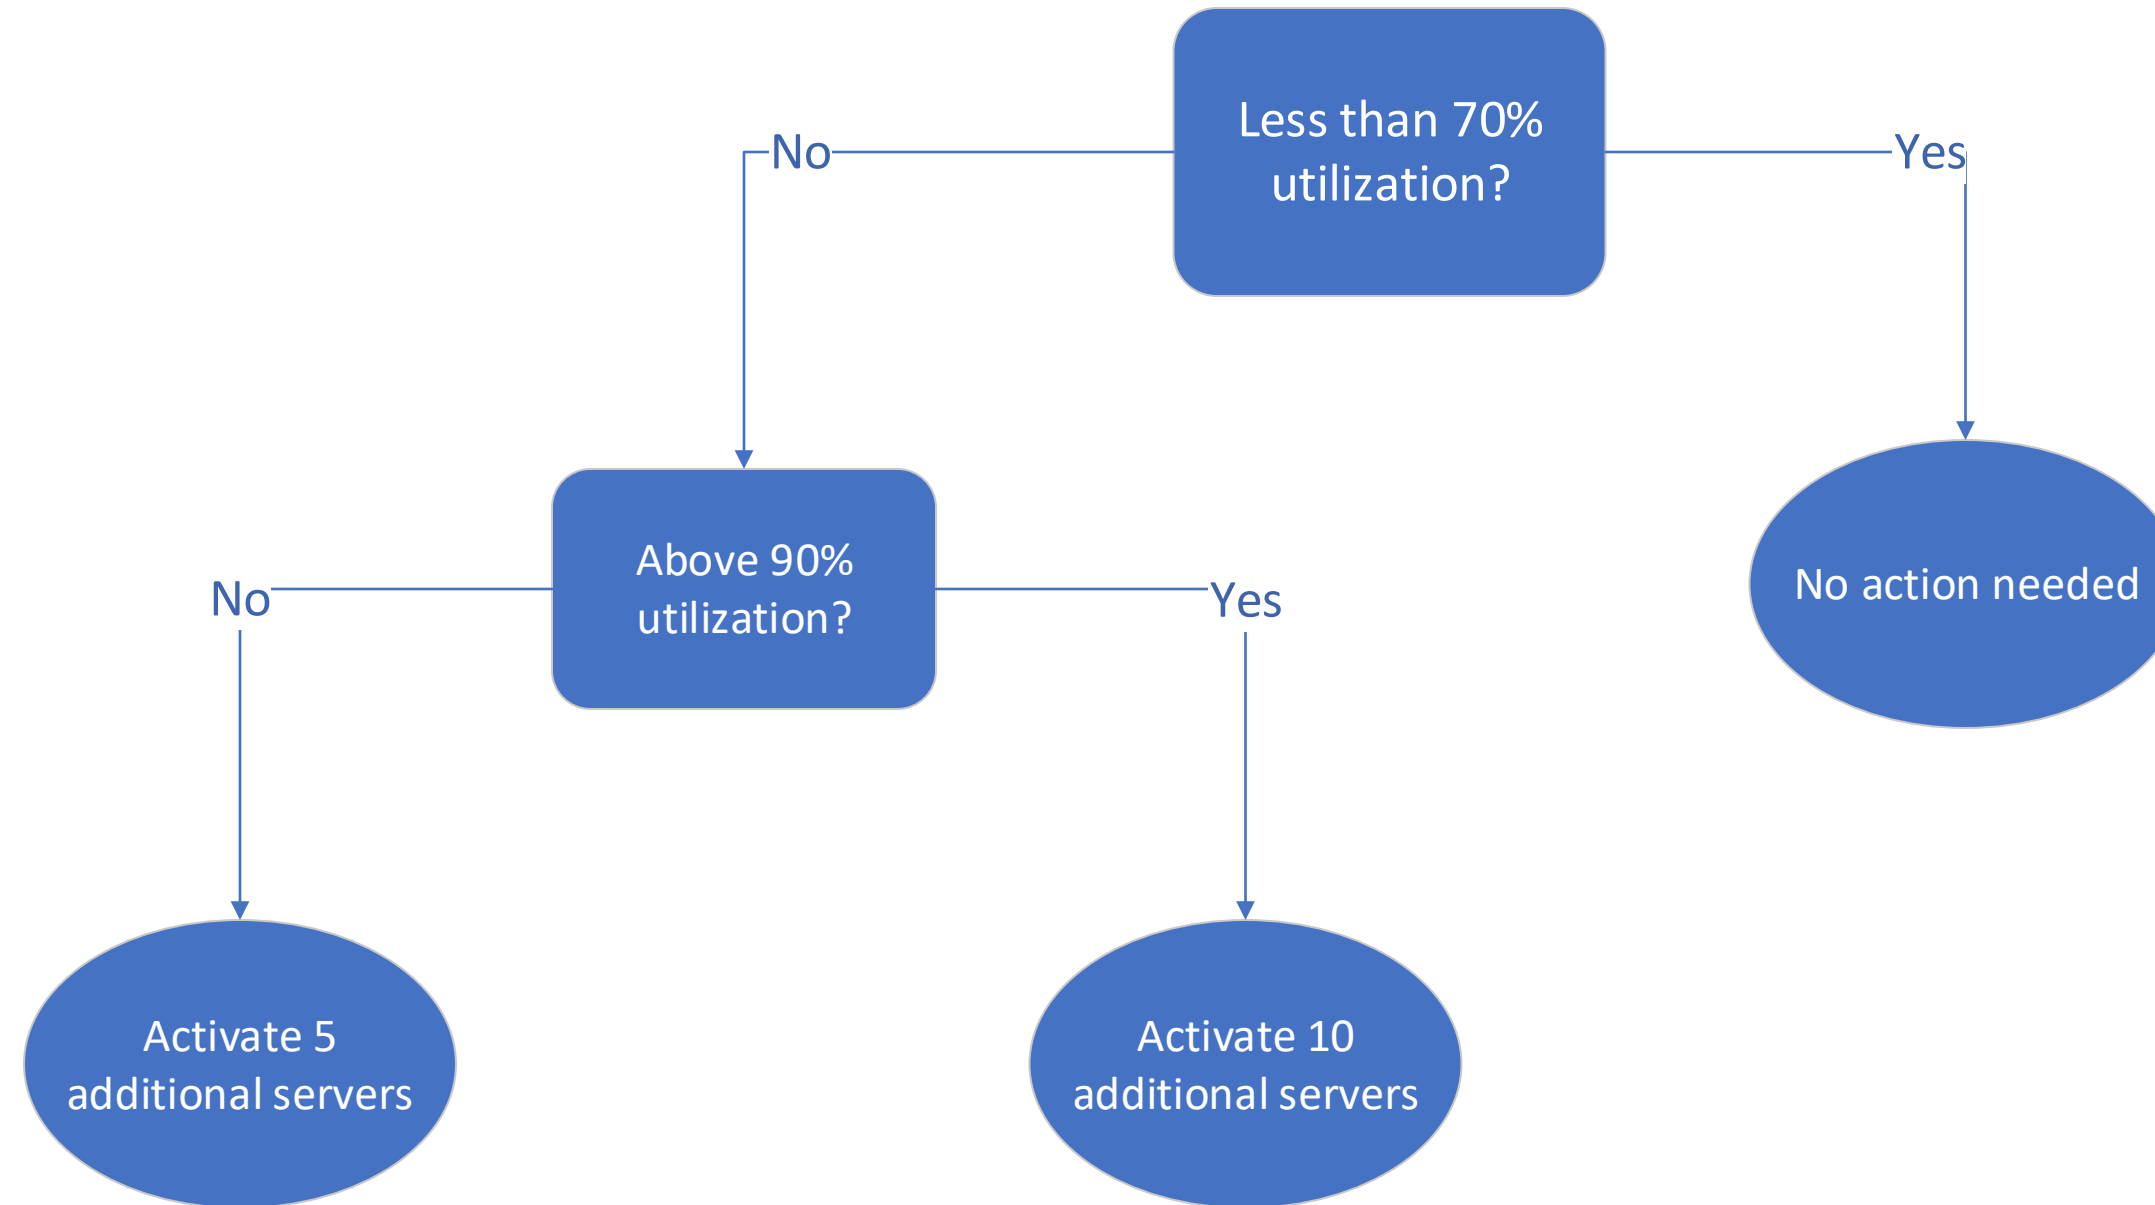 Less than 70%
utilization?
No
Yes
Above 90%
utilization?
No action needed
No
Yes
Activate 5
additional servers
Activate 10
additional servers